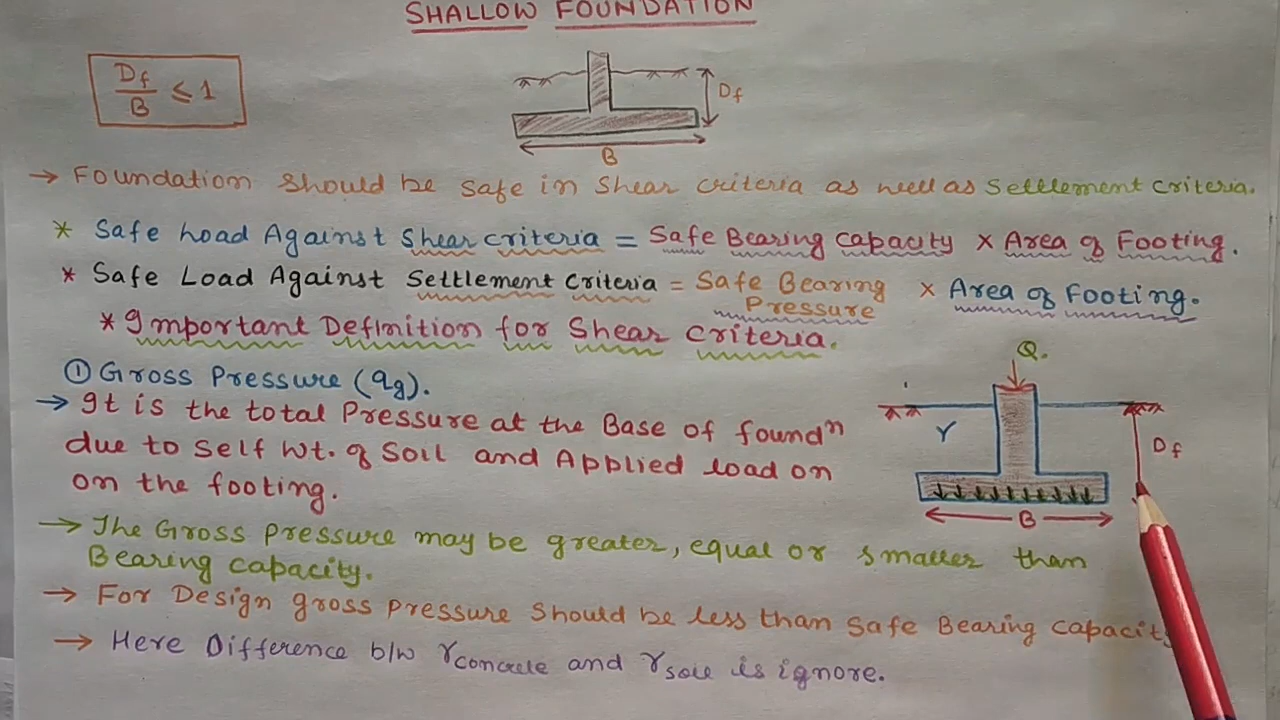 SHALLOW FOUNDATION
Df/B ≤ 1
Df
B
→ Foundation should be safe in shear criteria as well as settlement criteria.
* Safe Load Against Shear criteria = Safe Bearing capacity × Area of Footing.
* Safe Load Against Settlement criteria = Safe Bearing Pressure × Area of Footing.
* Important Definition for Shear criteria.
① Gross Pressure (qg).
→ It is the total Pressure at the Base of foundⁿ
due to Self Wt. of Soil and Applied load on
on the footing.
Q.
γ
Df
B
→ The Gross pressure may be greater, equal or smaller than
Bearing capacity.
→ For Design gross pressure should be less than safe Bearing capacit
→ Here Difference b/w γconcrete and γsoil is ignore.